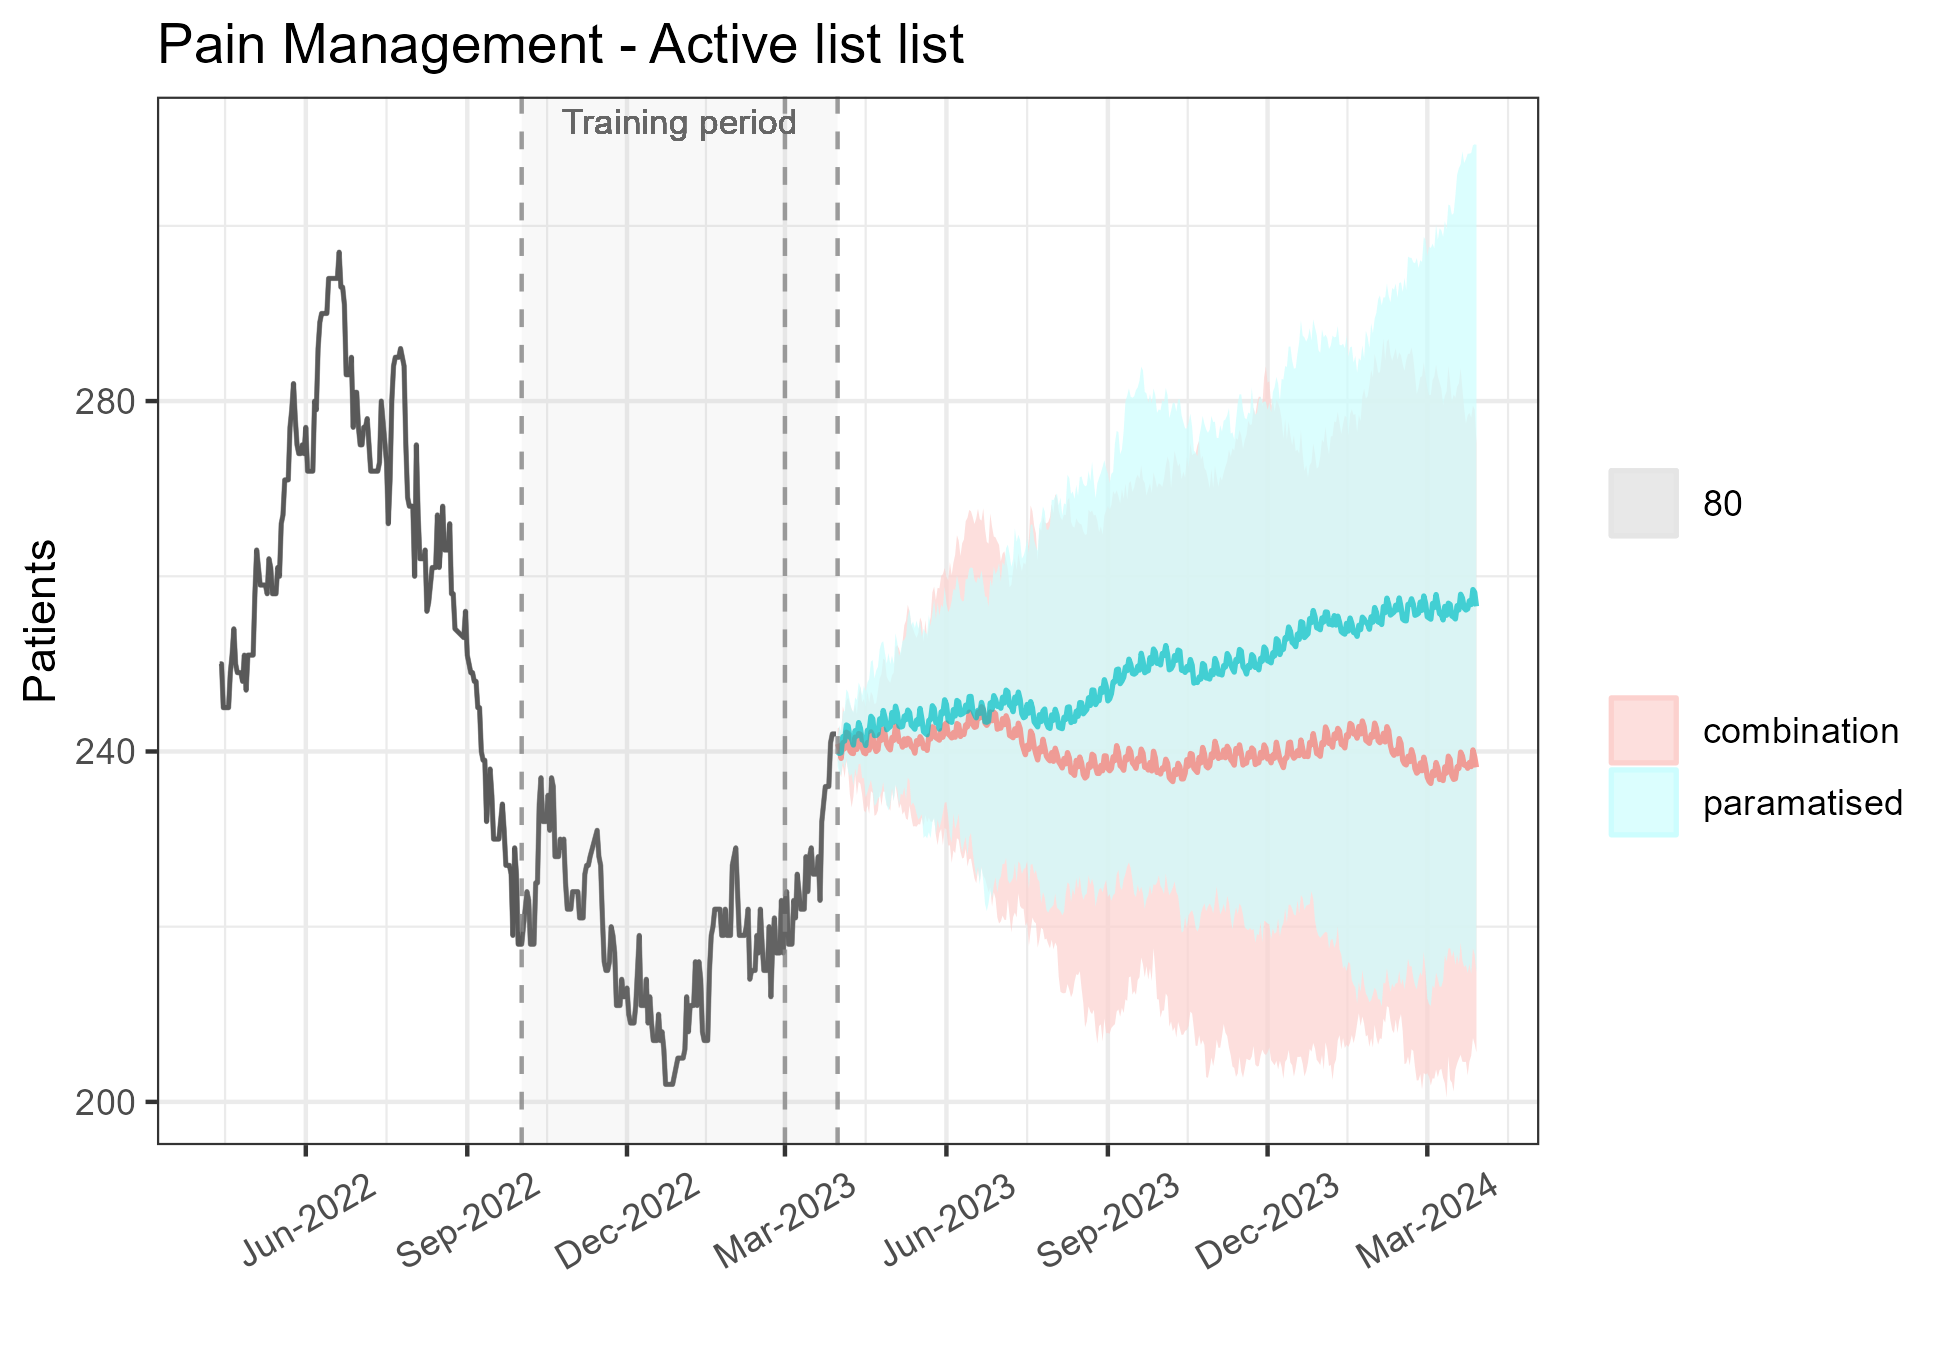 Pain Management - Active list list
Training period
Patients
280
240
200
Jun-2022
Sep-2022
Dec-2022
Mar-2023
Jun-2023
Sep-2023
Dec-2023
Mar-2024
80
combination
paramatised